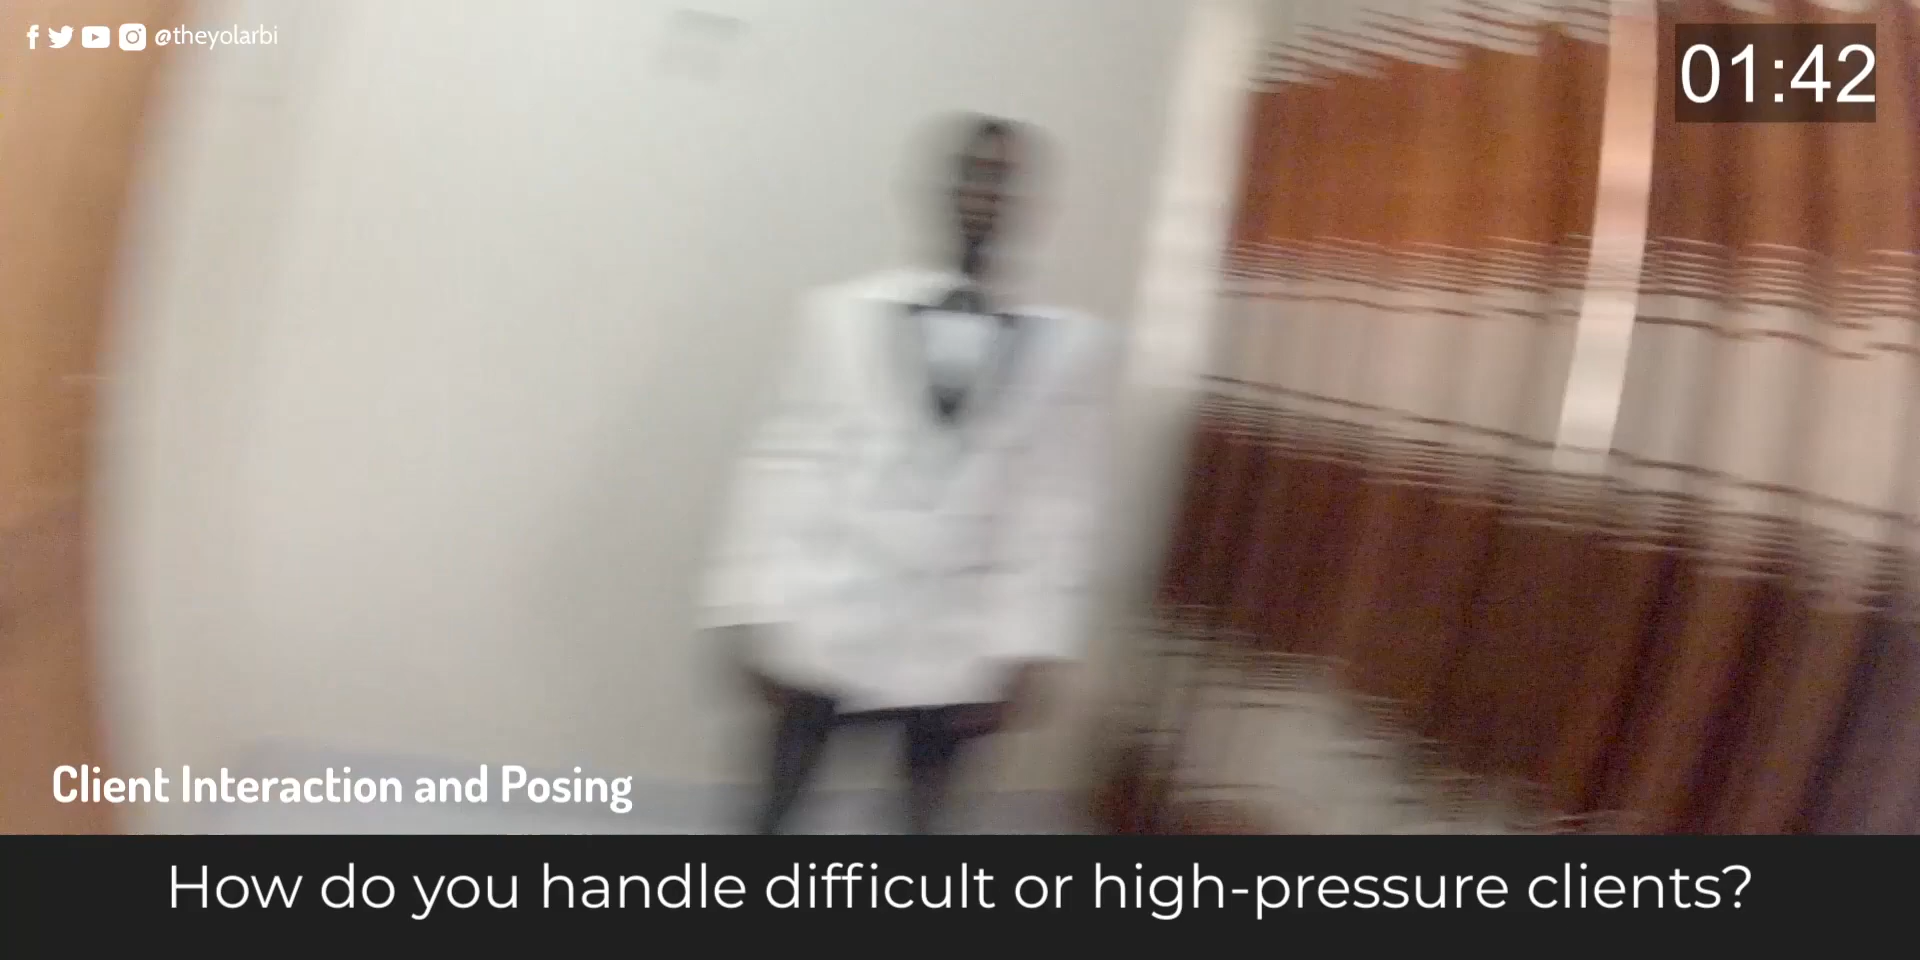 @theyolarbi
01:42
Client Interaction and Posing
How do you handle difficult or high-pressure clients?